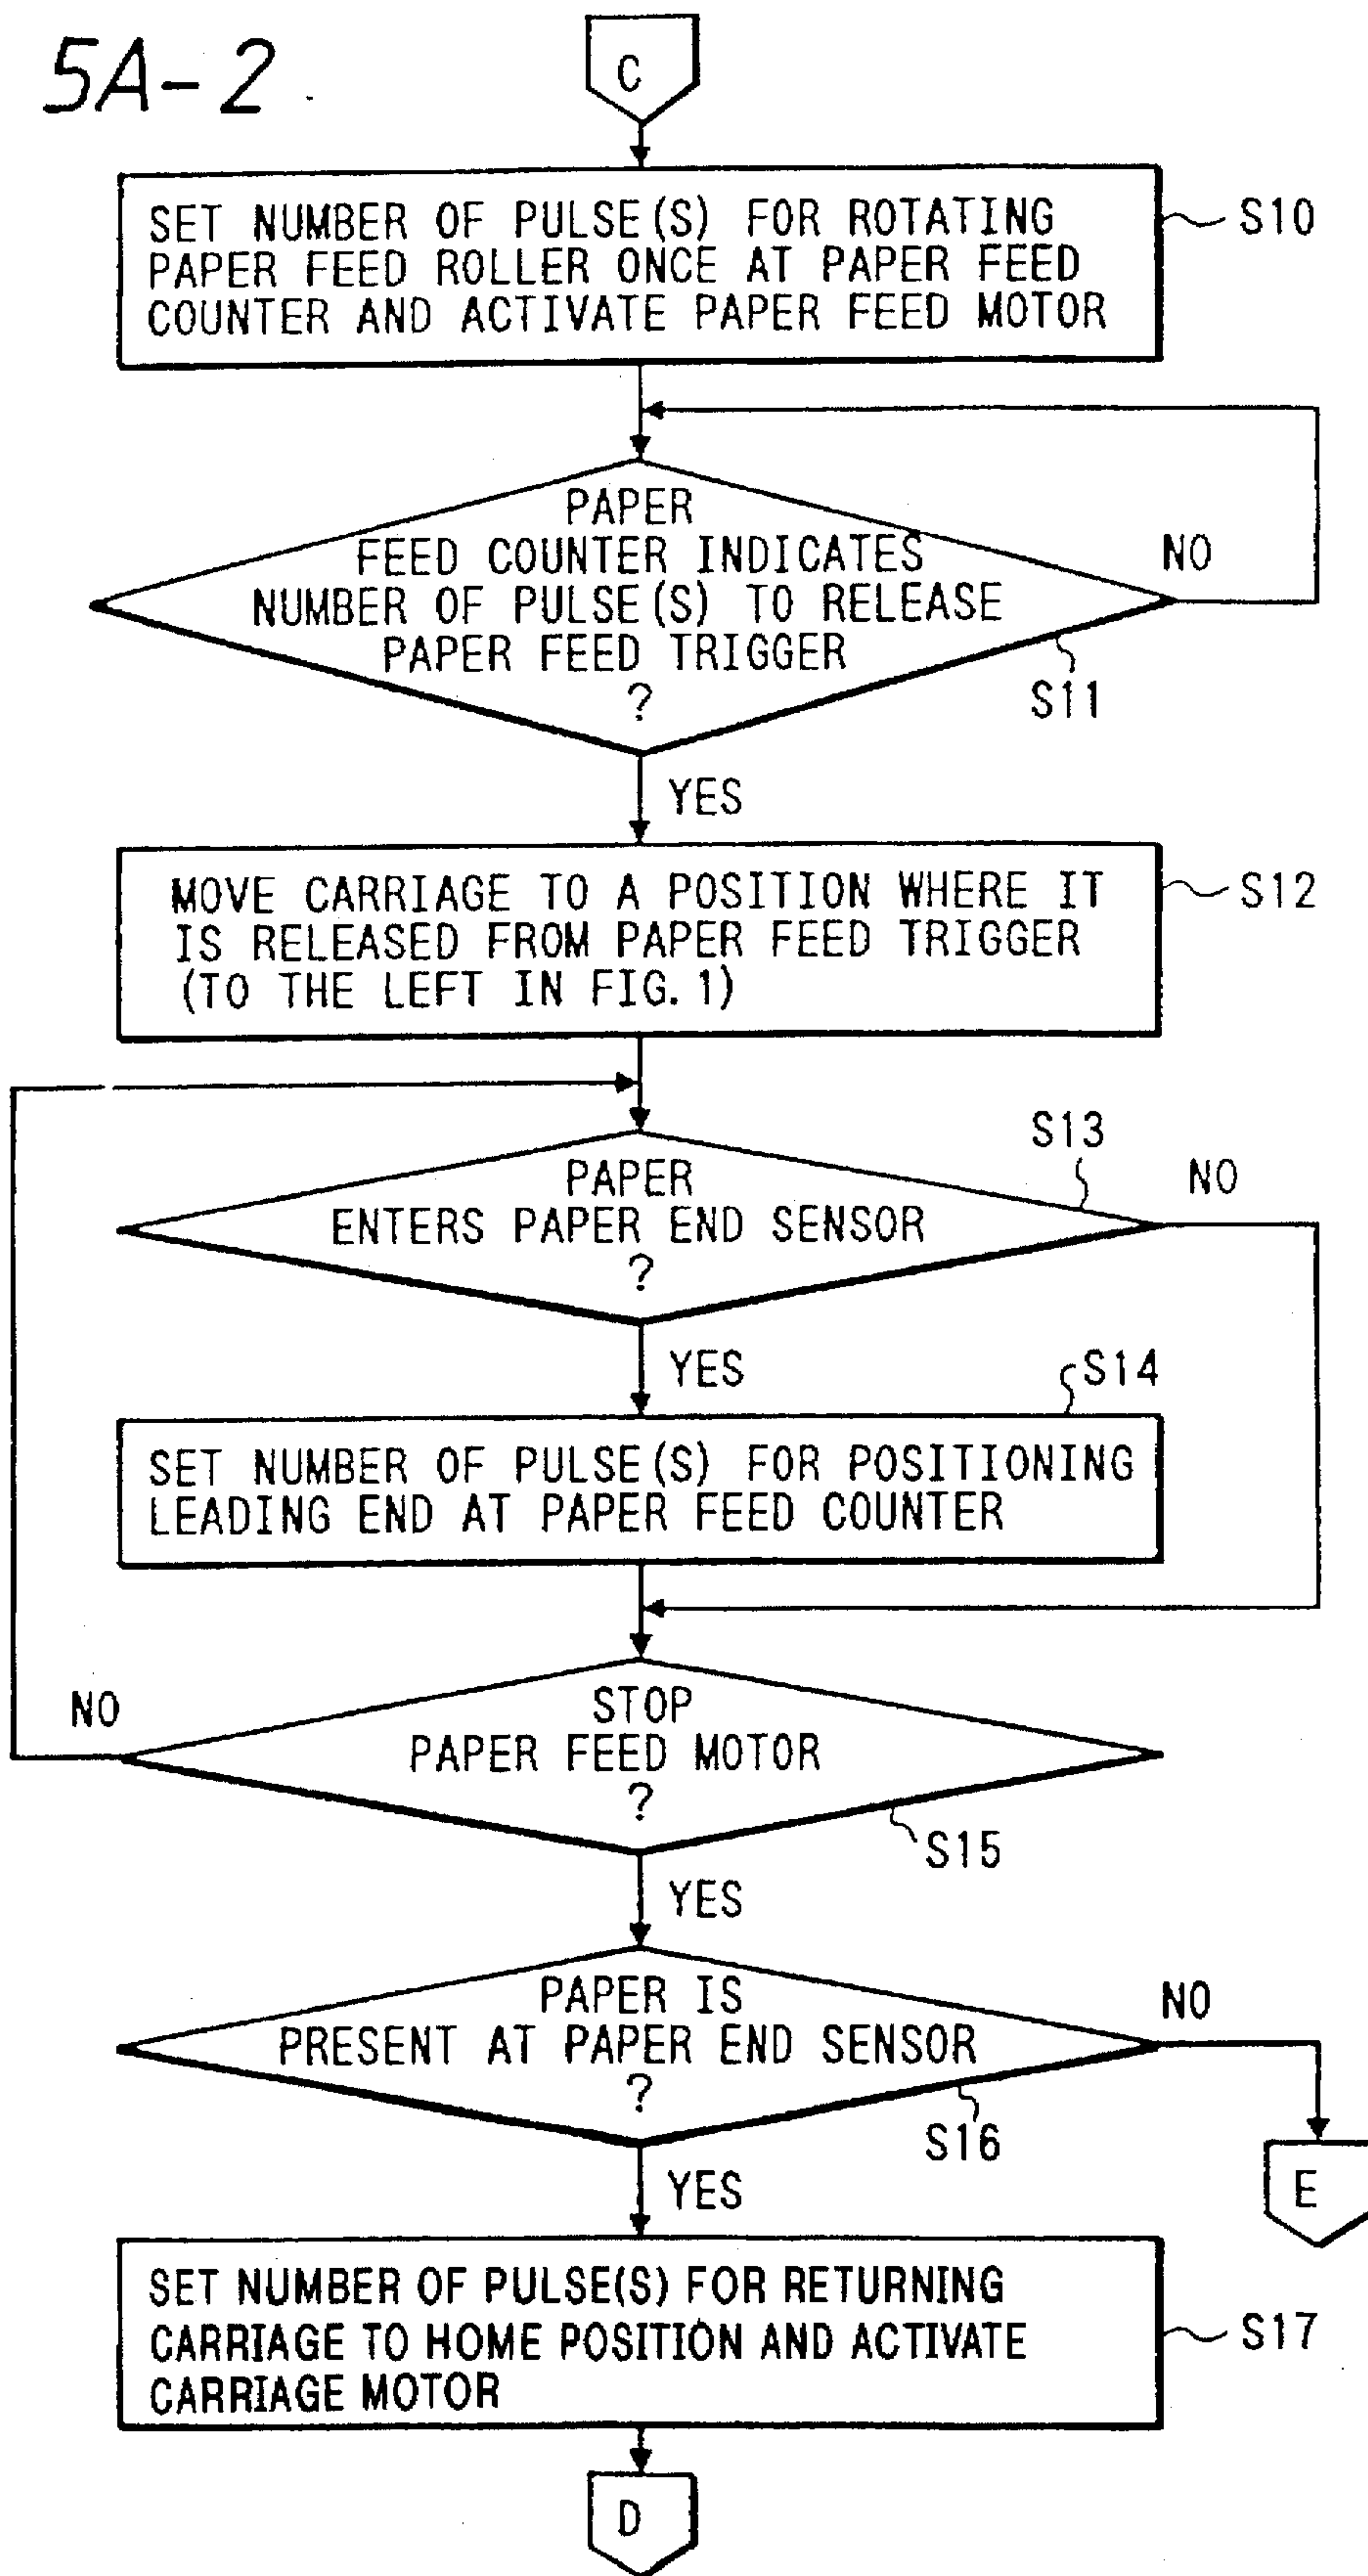 5A-2
C
SET NUMBER OF PULSE(S) FOR ROTATING
PAPER FEED ROLLER ONCE AT PAPER FEED
COUNTER AND ACTIVATE PAPER FEED MOTOR
S10
PAPER
FEED COUNTER INDICATES
NUMBER OF PULSE(S) TO RELEASE
PAPER FEED TRIGGER
?
NO
S11
YES
MOVE CARRIAGE TO A POSITION WHERE IT
IS RELEASED FROM PAPER FEED TRIGGER
(TO THE LEFT IN FIG.1)
S12
S13
PAPER
ENTERS PAPER END SENSOR
?
NO
YES
S14
SET NUMBER OF PULSE(S) FOR POSITIONING
LEADING END AT PAPER FEED COUNTER
NO
STOP
PAPER FEED MOTOR
?
S15
YES
PAPER IS
PRESENT AT PAPER END SENSOR
?
NO
S16
E
YES
SET NUMBER OF PULSE(S) FOR RETURNING
CARRIAGE TO HOME POSITION AND ACTIVATE
CARRIAGE MOTOR
S17
D